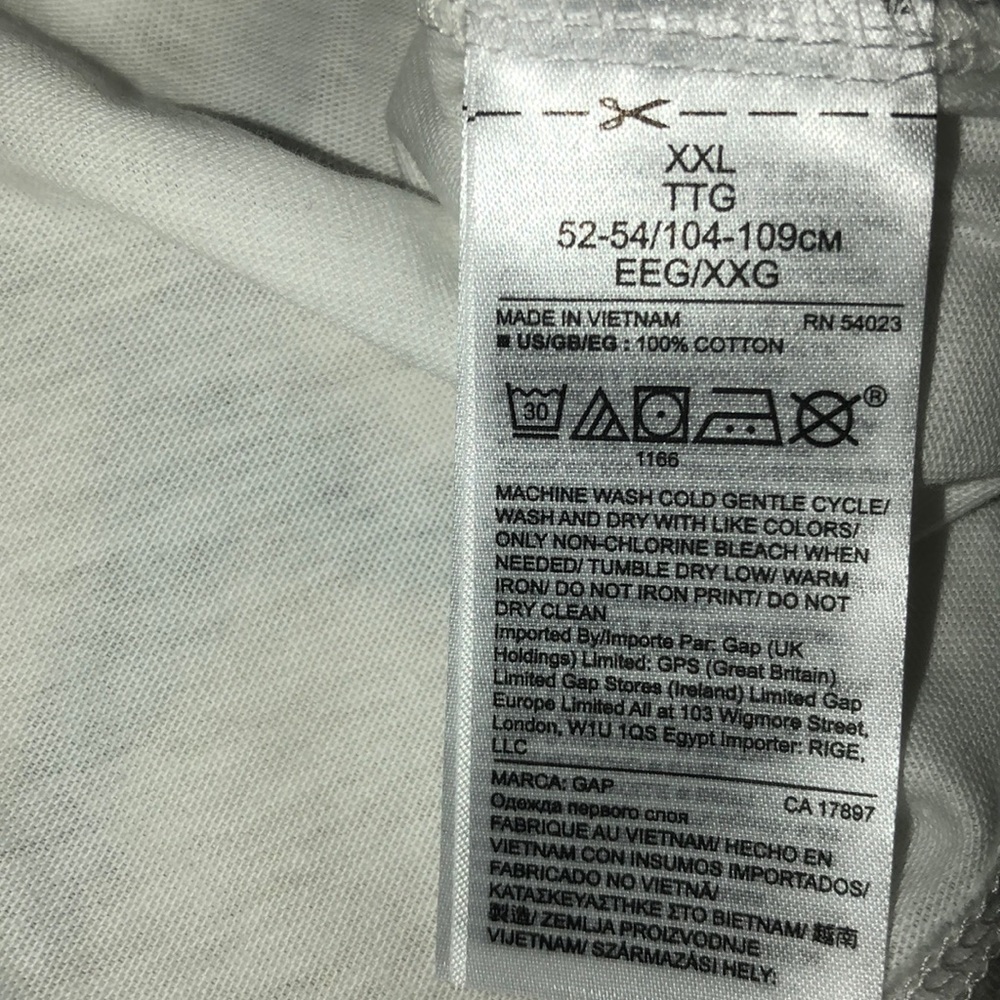 1/2
XXL
TTG
52-54/104-109CM
EEG/XXG
MADE IN VIETNAM RN 54023
■ US/GB/EG : 100% COTTON
30 ®
1166
MACHINE WASH COLD GENTLE CYCLE/
WASH AND DRY WITH LIKE COLORS/
ONLY NON-CHLORINE BLEACH WHEN
NEEDED/ TUMBLE DRY LOW/ WARM
IRON/ DO NOT IRON PRINT/ DO NOT
DRY CLEAN
Imported By/Importe Par: Gap (UK
Holdings) Limited: GPS (Great Britain)
Limited Gap Stores (Ireland) Limited Gap
Europe Limited All at 103 Wigmore Street,
London, W1U 1QS Egypt Importer: RIGE,
LLC
MARCA: GAP CA 17897
Одежда первого слоя
FABRIQUE AU VIETNAM/ HECHO EN
VIETNAM CON INSUMOS IMPORTADOS/
FABRICADO NO VIETNÃ/
ΚΑΤΑΣΚΕΥΑΣΤΗΚΕ ΣΤΟ ΒΙΕΤΝΑΜ/ 越南
製造/ ZEMLJA PROIZVODNJE
VIJETNAM/ SZÁRMAZÁSI HELY: